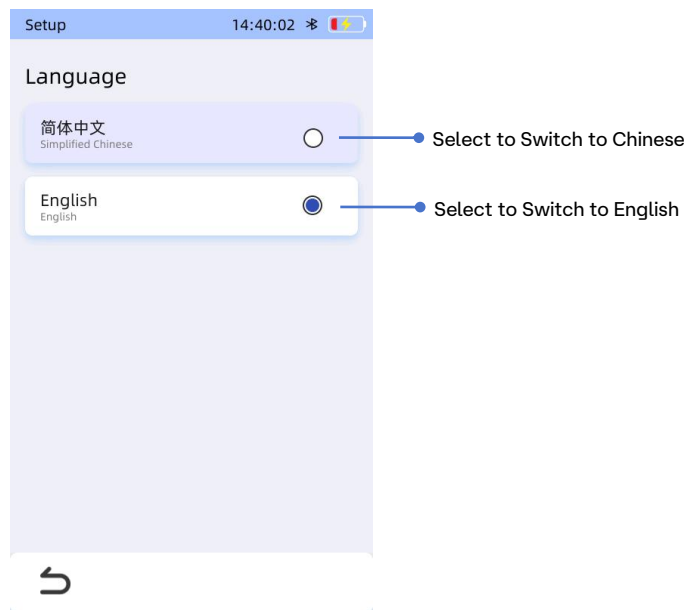 Setup 14:40:02
Language
简体中文
Simplified Chinese
Select to Switch to Chinese
English
English
Select to Switch to English